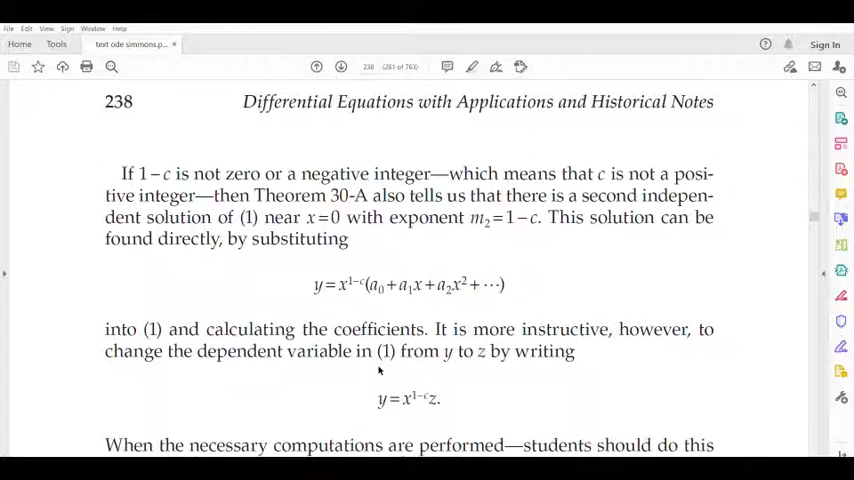 File Edit View Sign Window Help
Home Tools text ode simmons.p... × Sign In
238 (261 of 763)
238 Differential Equations with Applications and Historical Notes
If 1 – c is not zero or a negative integer—which means that c is not a posi-
tive integer—then Theorem 30-A also tells us that there is a second indepen-
dent solution of (1) near x = 0 with exponent m₂ = 1 – c. This solution can be
found directly, by substituting
y = x¹⁻ᶜ(a₀ + a₁x + a₂x² + ⋯)
into (1) and calculating the coefficients. It is more instructive, however, to
change the dependent variable in (1) from y to z by writing
y = x¹⁻ᶜz.
When the necessary computations are performed—students should do this